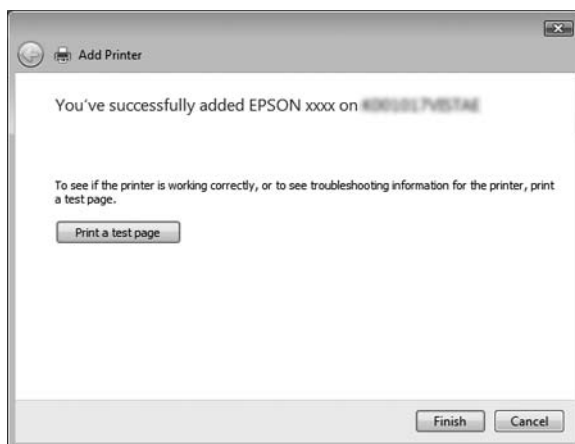 Add Printer
You've successfully added EPSON xxxx on
To see if the printer is working correctly, or to see troubleshooting information for the printer, print
a test page.
Print a test page
Finish Cancel